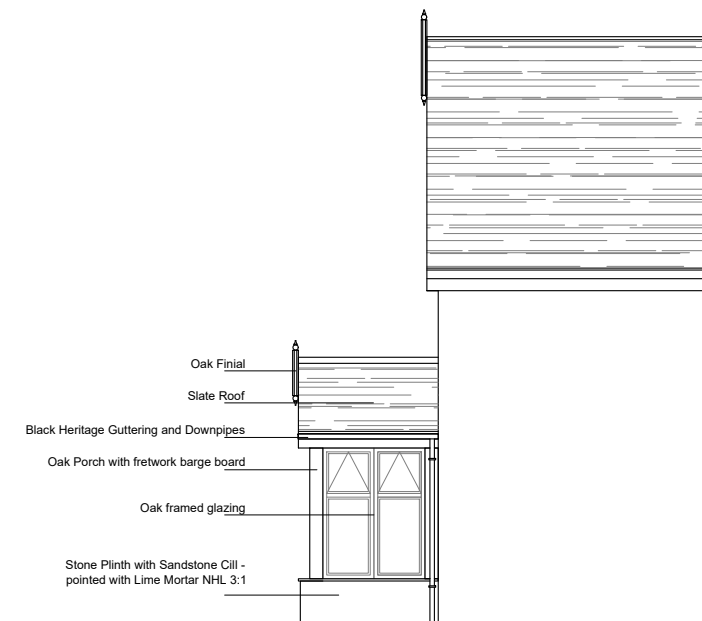 Oak Finial
Slate Roof
Black Heritage Guttering and Downpipes
Oak Porch with fretwork barge board
Oak framed glazing
Stone Plinth with Sandstone Cill -
pointed with Lime Mortar NHL 3:1